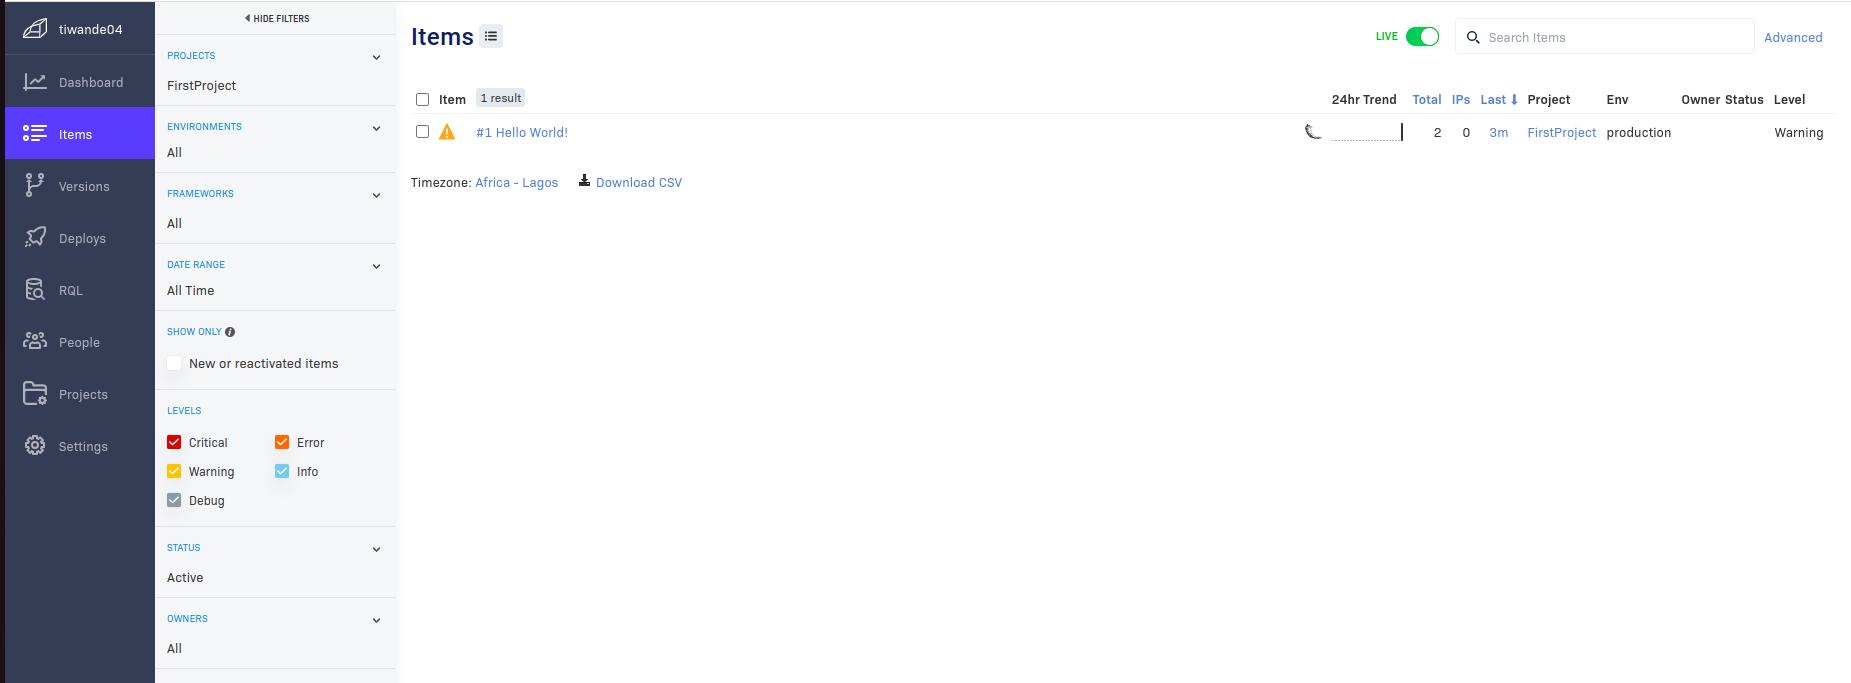 tiwande04
Dashboard
Items
Versions
Deploys
RQL
People
Projects
Settings
HIDE FILTERS
PROJECTS
FirstProject
ENVIRONMENTS
All
FRAMEWORKS
All
DATE RANGE
All Time
SHOW ONLY
New or reactivated items
LEVELS
Critical Error
Warning Info
Debug
STATUS
Active
OWNERS
All
Items
LIVE Search Items Advanced
Item 1 result 24hr Trend Total IPs Last Project Env Owner Status Level
#1 Hello World! 2 0 3m FirstProject production Warning
Timezone: Africa - Lagos Download CSV